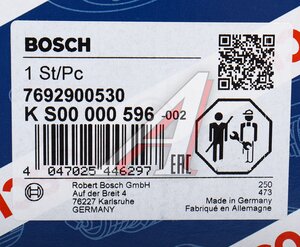 BOSCH
1 St/Pc
7692900530
K S00 000 596 -002
4 047025 446297
EAC
BOSCH
Robert Bosch GmbH
Auf der Breit 4
76227 Karlsruhe
GERMANY
250
473
Made in Germany
Fabriqué en Allemagne